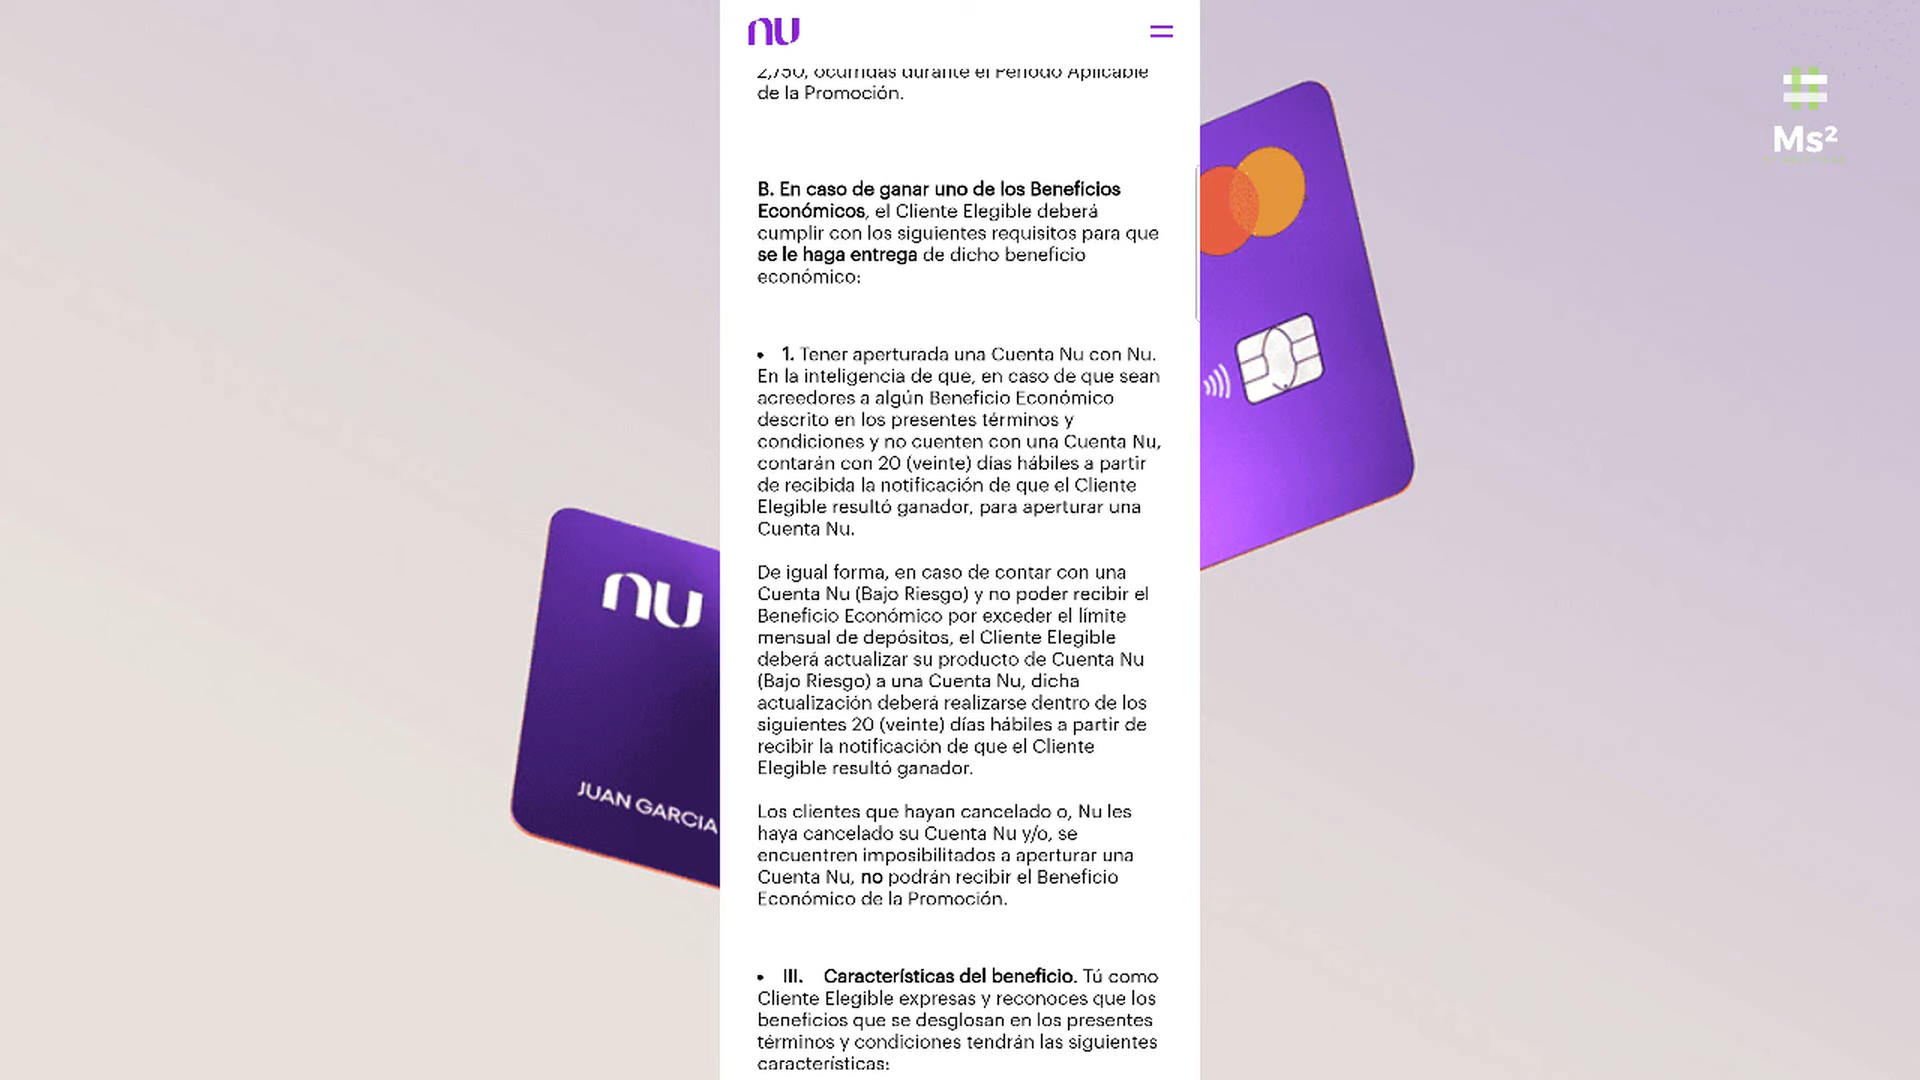 nu
2,750, ocurridas durante el Periodo Aplicable
de la Promoción.
B. En caso de ganar uno de los Beneficios
Económicos, el Cliente Elegible deberá
cumplir con los siguientes requisitos para que
se le haga entrega de dicho beneficio
económico:
• 1. Tener aperturada una Cuenta Nu con Nu.
En la inteligencia de que, en caso de que sean
acreedores a algún Beneficio Económico
descrito en los presentes términos y
condiciones y no cuenten con una Cuenta Nu,
contarán con 20 (veinte) días hábiles a partir
de recibida la notificación de que el Cliente
Elegible resultó ganador, para aperturar una
Cuenta Nu.
De igual forma, en caso de contar con una
Cuenta Nu (Bajo Riesgo) y no poder recibir el
Beneficio Económico por exceder el límite
mensual de depósitos, el Cliente Elegible
deberá actualizar su producto de Cuenta Nu
(Bajo Riesgo) a una Cuenta Nu, dicha
actualización deberá realizarse dentro de los
siguientes 20 (veinte) días hábiles a partir de
recibir la notificación de que el Cliente
Elegible resultó ganador.
Los clientes que hayan cancelado o, Nu les
haya cancelado su Cuenta Nu y/o, se
encuentren imposibilitados a aperturar una
Cuenta Nu, no podrán recibir el Beneficio
Económico de la Promoción.
• III. Características del beneficio. Tú como
Cliente Elegible expresas y reconoces que los
beneficios que se desglosan en los presentes
términos y condiciones tendrán las siguientes
características:
nu
JUAN GARCIA
Ms²